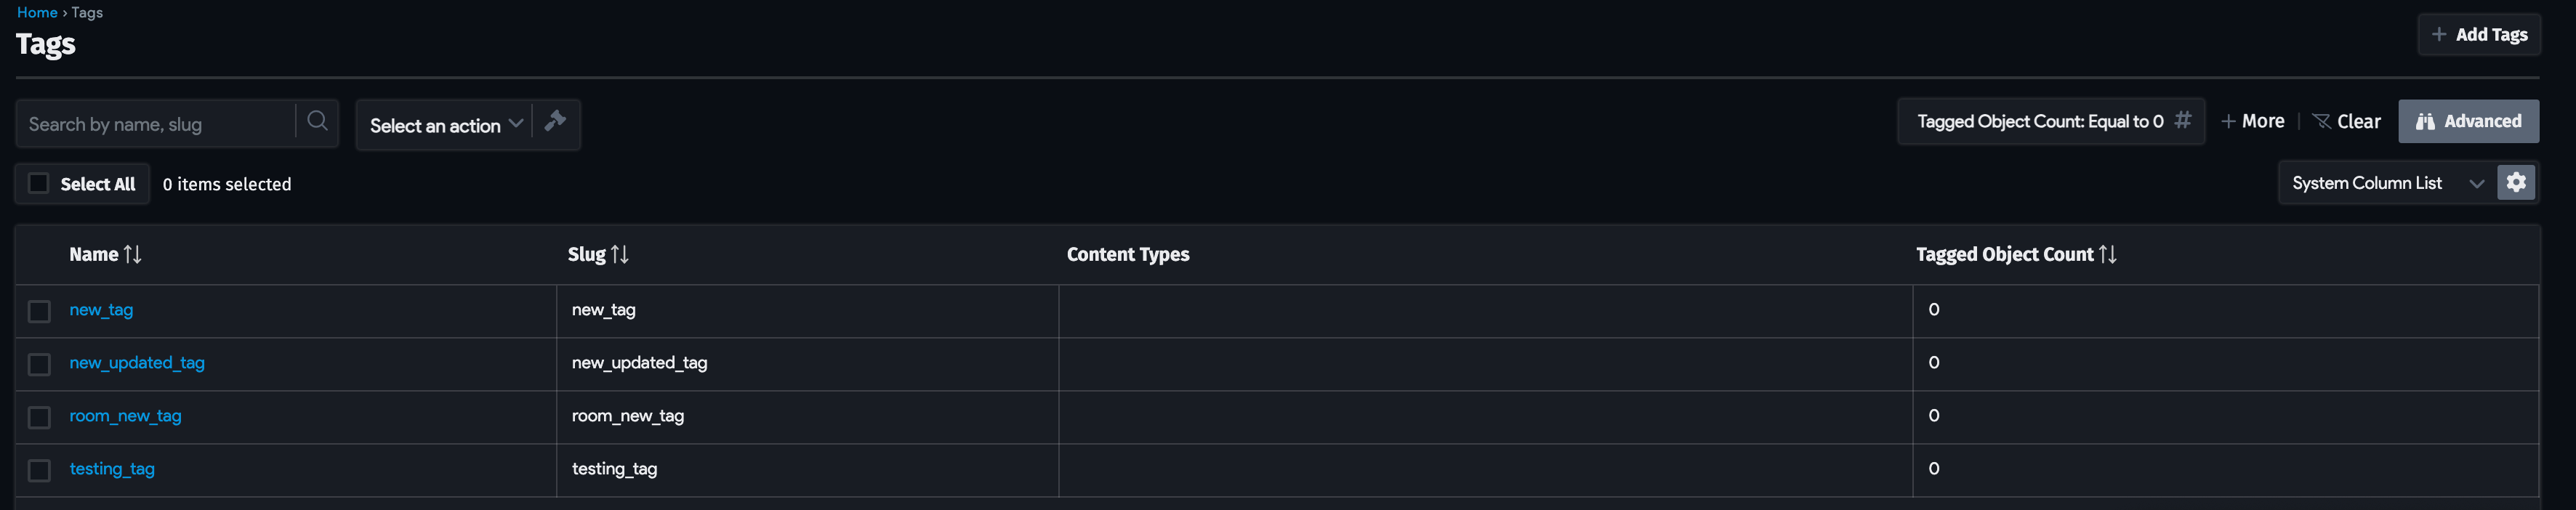 Home › Tags
Tags
+ Add Tags
Search by name, slug
Select an action
Tagged Object Count: Equal to 0 #
+ More
Clear
Advanced
Select All
0 items selected
System Column List
Name Slug Content Types Tagged Object Count
new_tag new_tag 0
new_updated_tag new_updated_tag 0
room_new_tag room_new_tag 0
testing_tag testing_tag 0